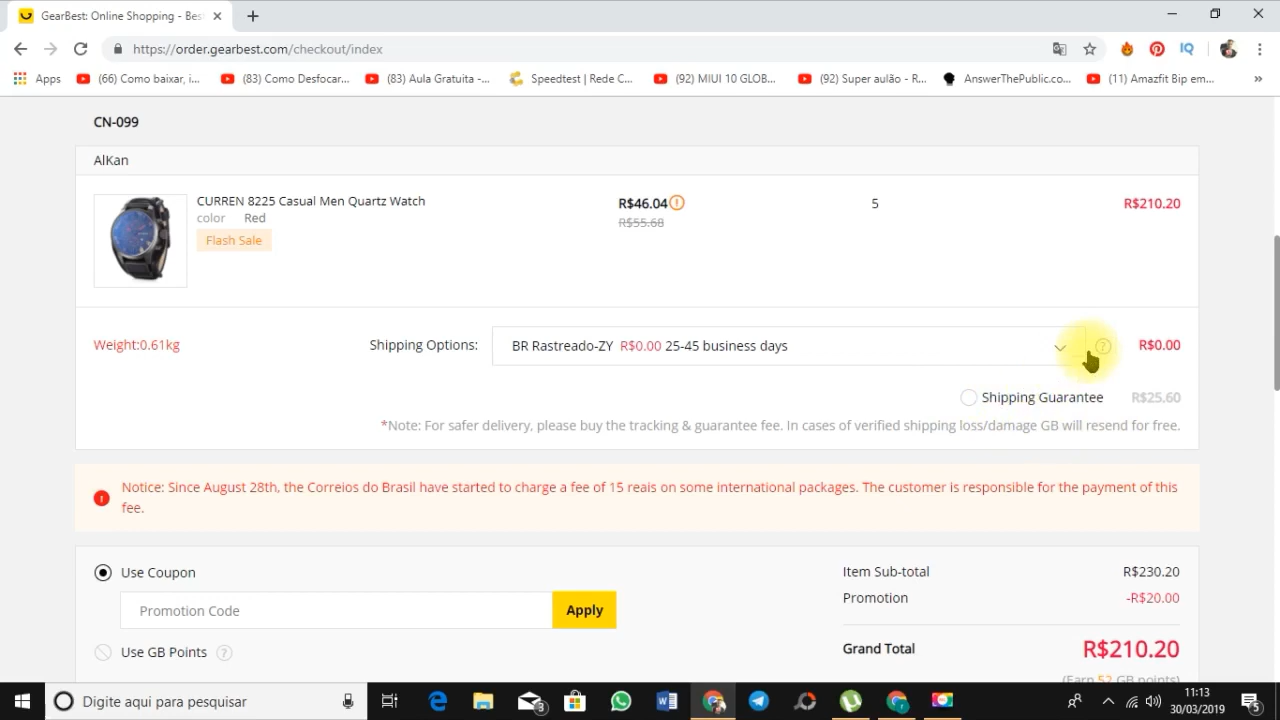 GearBest: Online Shopping - Bes
https://order.gearbest.com/checkout/index
IQ
Apps (66) Como baixar, i... (83) Como Desfocar... (83) Aula Gratuita -... Speedtest | Rede C... (92) MIUI 10 GLOB... (92) Super aulão - R... AnswerThePublic.co... (11) Amazfit Bip em... »
CN-099
AlKan
CURREN 8225 Casual Men Quartz Watch R$46.04 5 R$210.20
color Red R$55.68
Flash Sale
Weight:0.61kg Shipping Options: BR Rastreado-ZY R$0.00 25-45 business days ? R$0.00
Shipping Guarantee R$25.60
*Note: For safer delivery, please buy the tracking & guarantee fee. In cases of verified shipping loss/damage GB will resend for free.
Notice: Since August 28th, the Correios do Brasil have started to charge a fee of 15 reais on some international packages. The customer is responsible for the payment of this
fee.
Use Coupon Item Sub-total R$230.20
Promotion Code Apply Promotion -R$20.00
Use GB Points ? Grand Total R$210.20
(Earn 52 GB points)
Digite aqui para pesquisar 3 11:13
30/03/2019 5